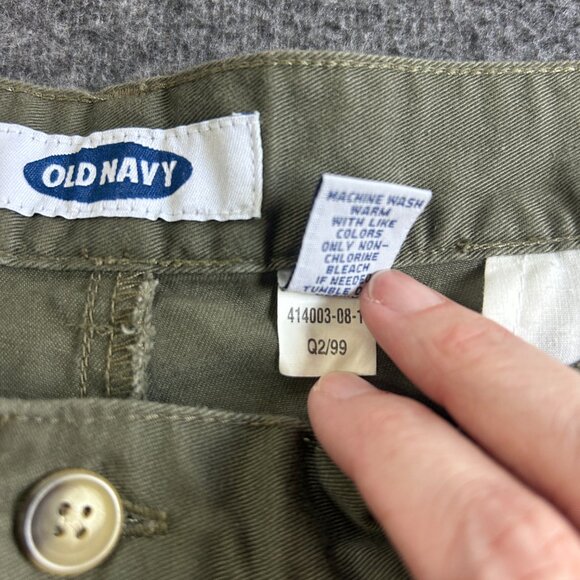 OLD NAVY
MACHINE WASH
WARM
WITH LIKE
COLORS
ONLY NON-
CHLORINE
BLEACH
IF NEEDED
TUMBLE
414003-08-1
Q2/99